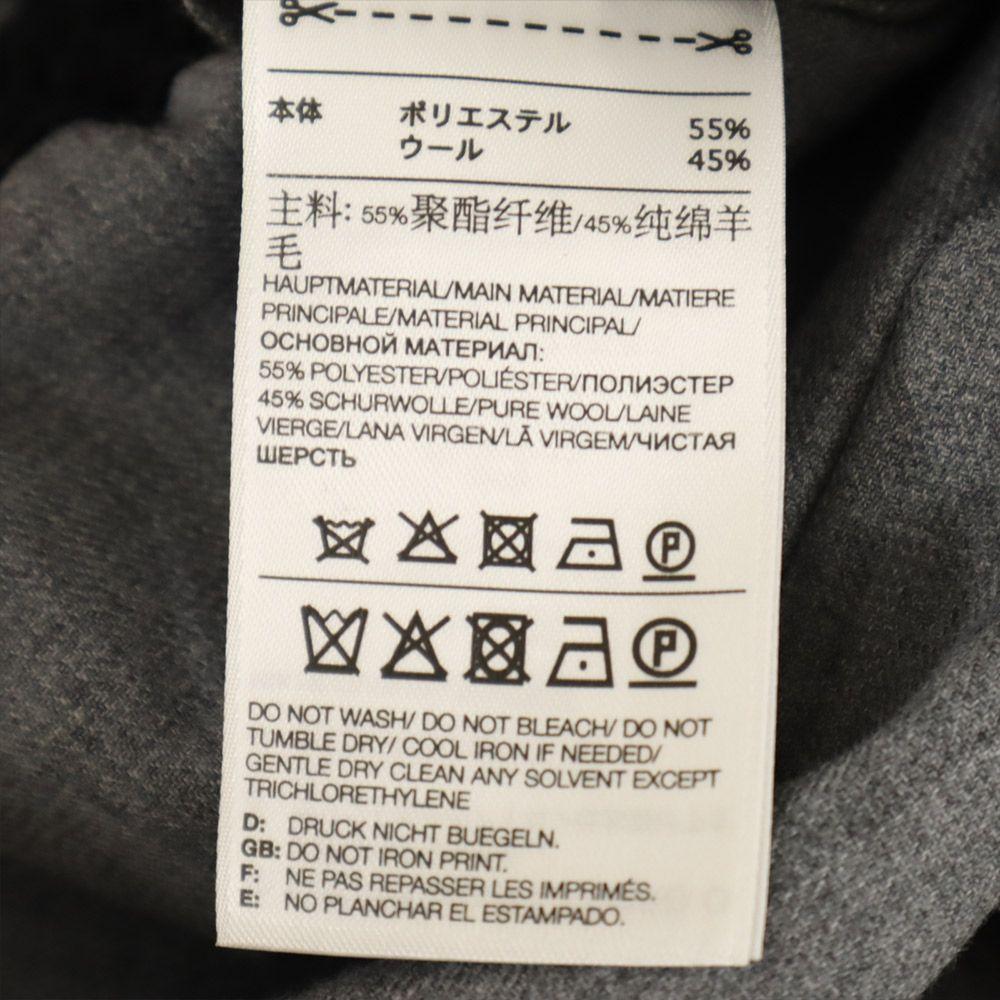 本体 ポリエステル 55%
ウール 45%
主料: 55%聚酯纤维/45%纯绵羊
毛
HAUPTMATERIAL/MAIN MATERIAL/MATIERE
PRINCIPALE/MATERIAL PRINCIPAL/
ОСНОВНОЙ МАТЕРИАЛ:
55% POLYESTER/POLIÉSTER/ПОЛИЭСТЕР
45% SCHURWOLLE/PURE WOOL/LAINE
VIERGE/LANA VIRGEN/LÃ VIRGEM/ЧИСТАЯ
ШЕРСТЬ
P
P
DO NOT WASH/ DO NOT BLEACH/ DO NOT
TUMBLE DRY/ COOL IRON IF NEEDED/
GENTLE DRY CLEAN ANY SOLVENT EXCEPT
TRICHLORETHYLENE
D: DRUCK NICHT BUEGELN.
GB: DO NOT IRON PRINT.
F: NE PAS REPASSER LES IMPRIMÉS.
E: NO PLANCHAR EL ESTAMPADO.